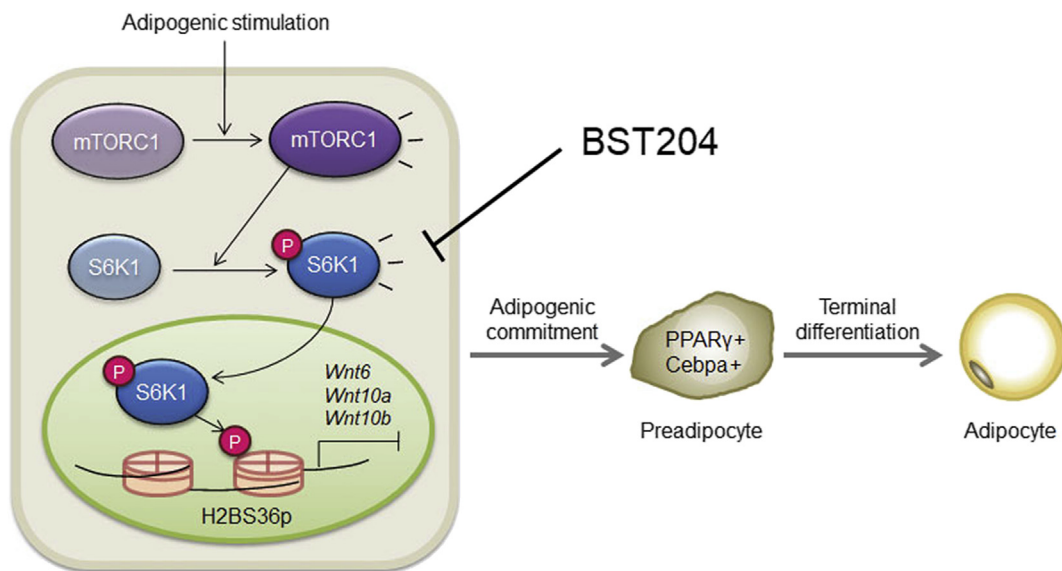 Adipogenic stimulation
mTORC1
mTORC1
BST204
S6K1
P
S6K1
P
S6K1
Wnt6
Wnt10a
Wnt10b
P
H2BS36p
Adipogenic
commitment
PPARγ+
Cebpa+
Preadipocyte
Terminal
differentiation
Adipocyte